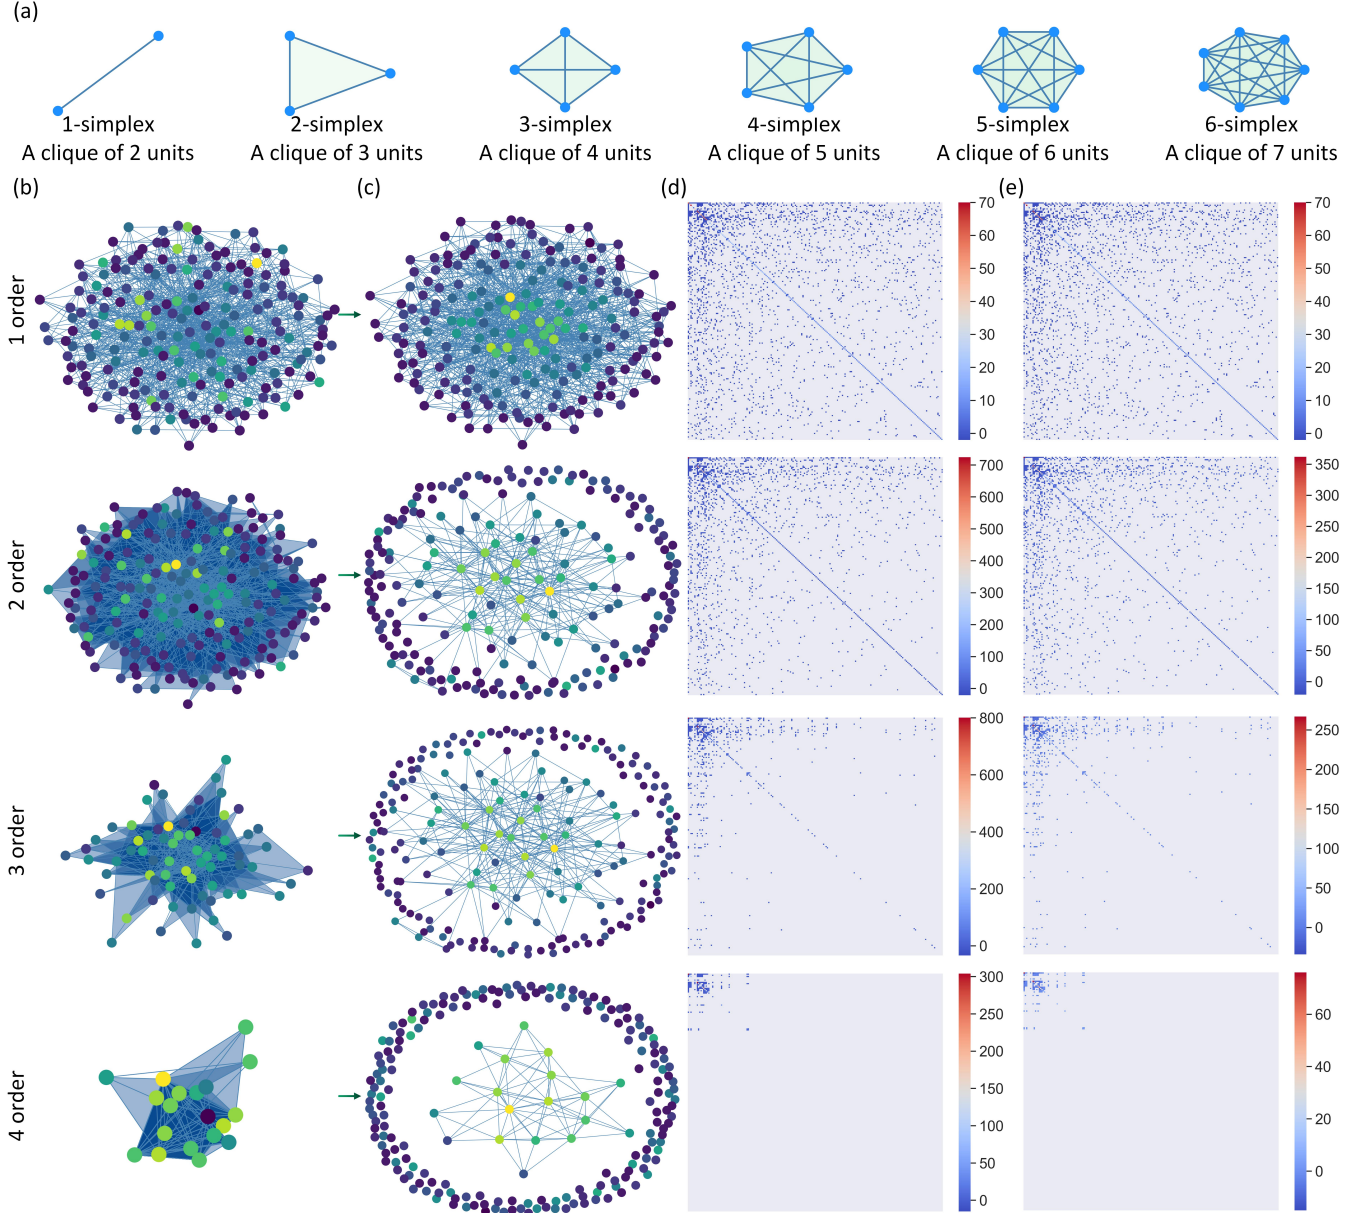 (a)
1-simplex 2-simplex 3-simplex 4-simplex 5-simplex 6-simplex
A clique of 2 units A clique of 3 units A clique of 4 units A clique of 5 units A clique of 6 units A clique of 7 units
(b) (c) (d) (e)
1 order
70 60 50 40 30 20 10 0
70 60 50 40 30 20 10 0
2 order
700 600 500 400 300 200 100 0
350 300 250 200 150 100 50 0
3 order
800 600 400 200 0
250 200 150 100 50 0
4 order
300 250 200 150 100 50 0
60 40 20 0